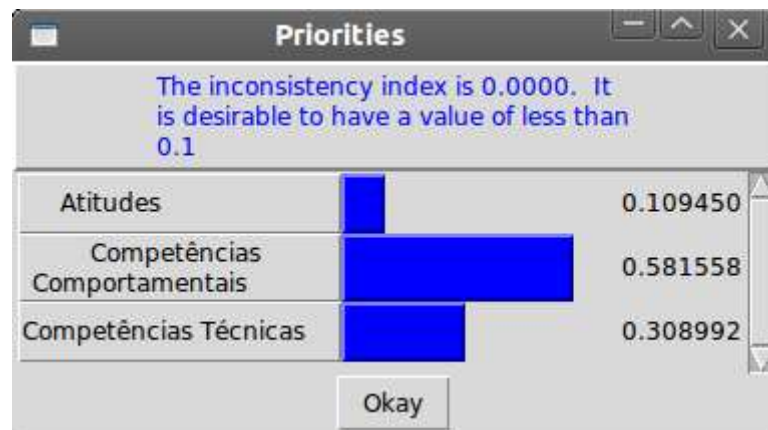 Priorities
The inconsistency index is 0.0000.  It
is desirable to have a value of less than
0.1
Atitudes 0.109450
Competências
Comportamentais 0.581558
Competências Técnicas 0.308992
Okay